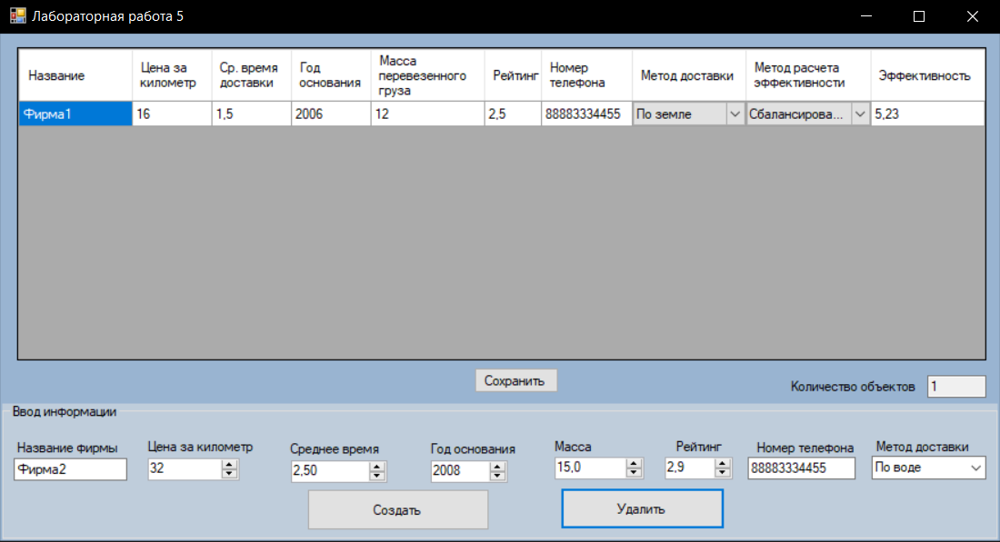 Лабораторная работа 5
Название
Цена за километр
Ср. время доставки
Год основания
Масса перевезенного груза
Рейтинг
Номер телефона
Метод доставки
Метод расчета эффективности
Эффективность
Фирма1
16
1,5
2006
12
2,5
88883334455
По земле
Сбалансирова...
5,23
Сохранить
Количество объектов
1
Ввод информации
Название фирмы
Цена за километр
Среднее время
Год основания
Масса
Рейтинг
Номер телефона
Метод доставки
Фирма2
32
2,50
2008
15,0
2,9
88883334455
По воде
Создать
Удалить